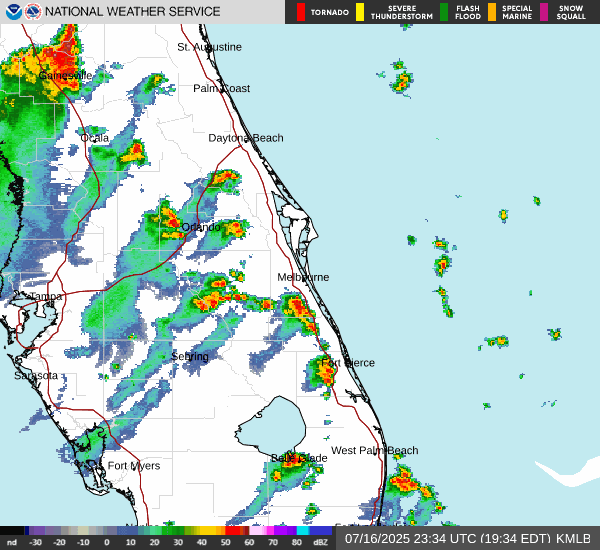 NATIONAL WEATHER SERVICE
TORNADO
SEVERE THUNDERSTORM
FLASH FLOOD
SPECIAL MARINE
SNOW SQUALL
St. Augustine
Gainesville
Palm Coast
Ocala
Daytona Beach
Orlando
Melbourne
Tampa
Sebring
Fort Pierce
Sarasota
West Palm Beach
Belle Glade
Fort Myers
nd -30 -20 -10 0 10 20 30 40 50 60 70 80 dBZ
07/16/2025 23:34 UTC (19:34 EDT) KMLB